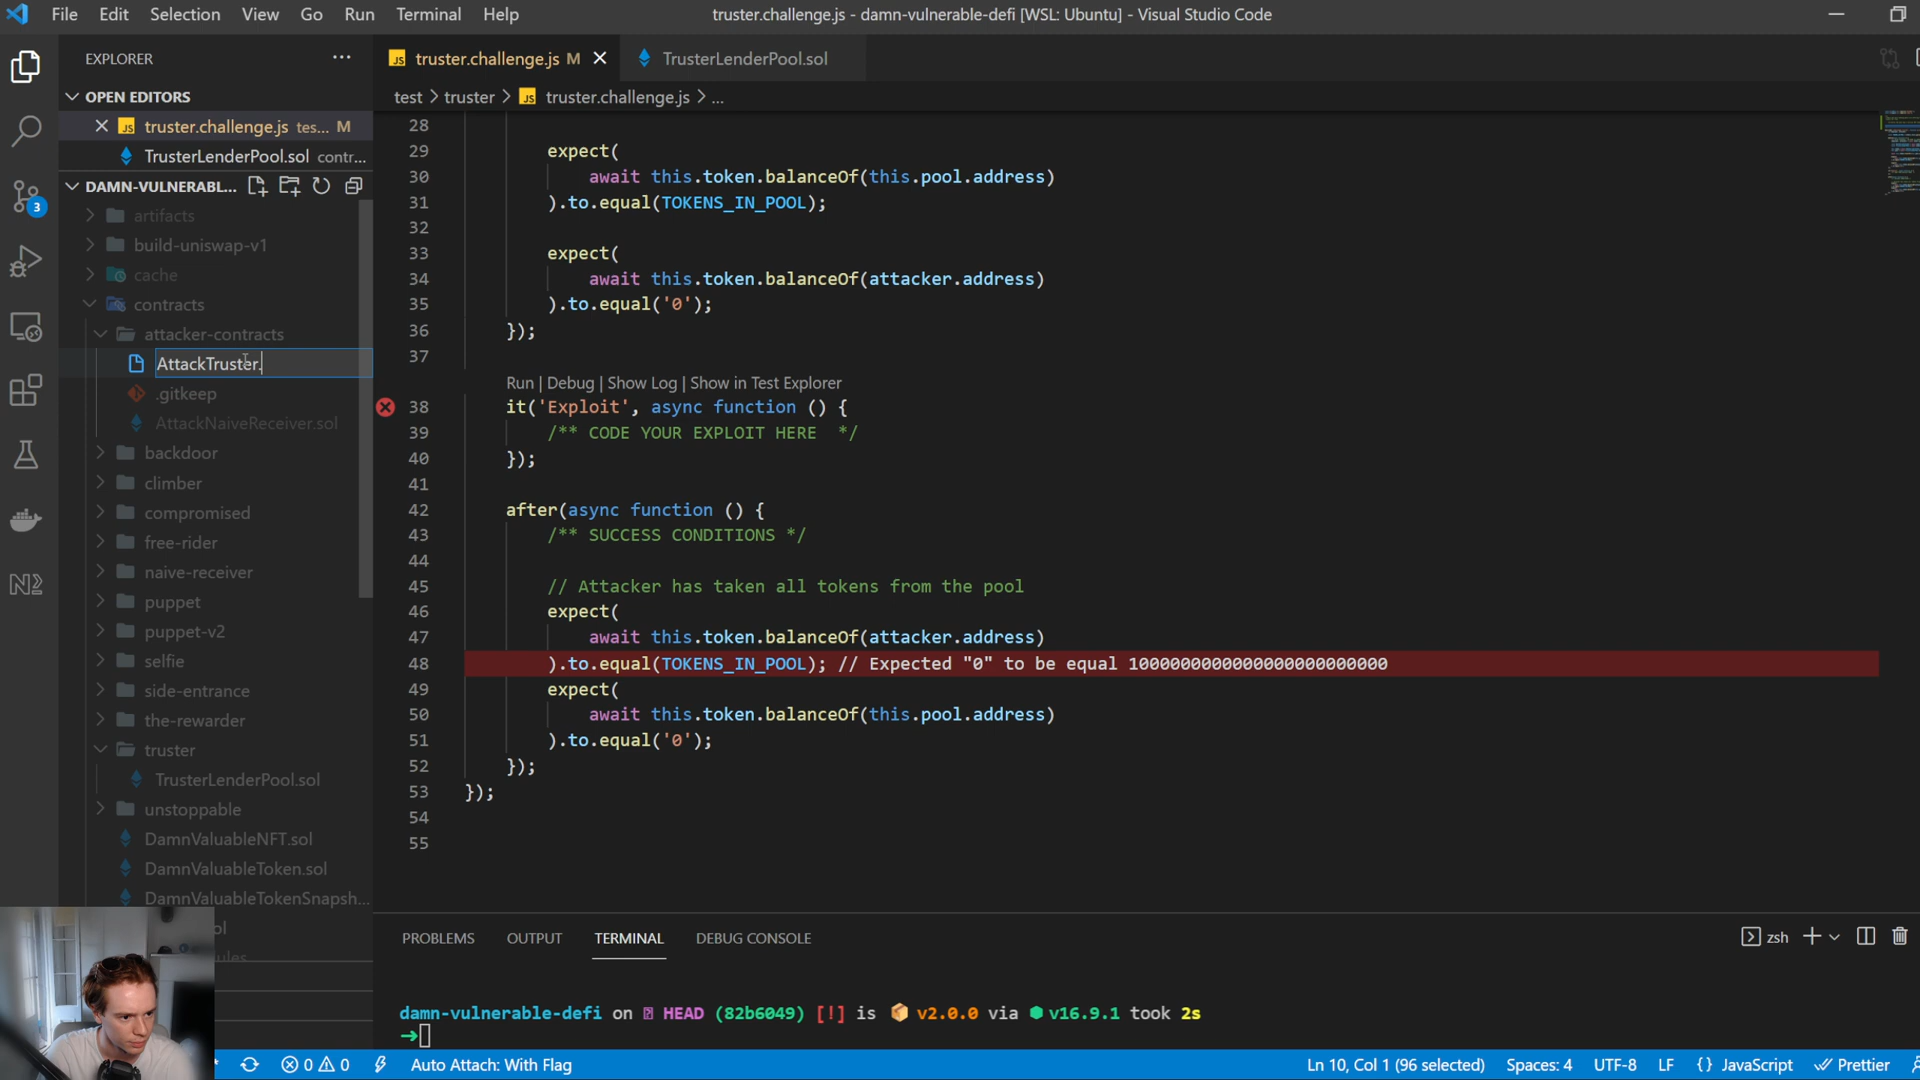 File Edit Selection View Go Run Terminal Help
truster.challenge.js - damn-vulnerable-defi [WSL: Ubuntu] - Visual Studio Code
EXPLORER
OPEN EDITORS
truster.challenge.js tes... M
TrusterLenderPool.sol contr...
DAMN-VULNERABL...
artifacts
build-uniswap-v1
cache
contracts
attacker-contracts
AttackTruster.
.gitkeep
AttackNaiveReceiver.sol
backdoor
climber
compromised
free-rider
naive-receiver
puppet
puppet-v2
selfie
side-entrance
the-rewarder
truster
TrusterLenderPool.sol
unstoppable
DamnValuableNFT.sol
DamnValuableToken.sol
DamnValuableTokenSnapsh...
3
truster.challenge.js M
TrusterLenderPool.sol
test > truster > JS truster.challenge.js > ...
28
29 expect(
30 await this.token.balanceOf(this.pool.address)
31 ).to.equal(TOKENS_IN_POOL);
32
33 expect(
34 await this.token.balanceOf(attacker.address)
35 ).to.equal('0');
36 });
37
Run | Debug | Show Log | Show in Test Explorer
38 it('Exploit', async function () {
39 /** CODE YOUR EXPLOIT HERE */
40 });
41
42 after(async function () {
43 /** SUCCESS CONDITIONS */
44
45 // Attacker has taken all tokens from the pool
46 expect(
47 await this.token.balanceOf(attacker.address)
48 ).to.equal(TOKENS_IN_POOL); // Expected "0" to be equal 1000000000000000000000000
49 expect(
50 await this.token.balanceOf(this.pool.address)
51 ).to.equal('0');
52 });
53 });
54
55
PROBLEMS OUTPUT TERMINAL DEBUG CONSOLE
zsh
damn-vulnerable-defi on HEAD (82b6049) [!] is v2.0.0 via v16.9.1 took 2s
0 0 Auto Attach: With Flag
Ln 10, Col 1 (96 selected) Spaces: 4 UTF-8 LF {} JavaScript Prettier